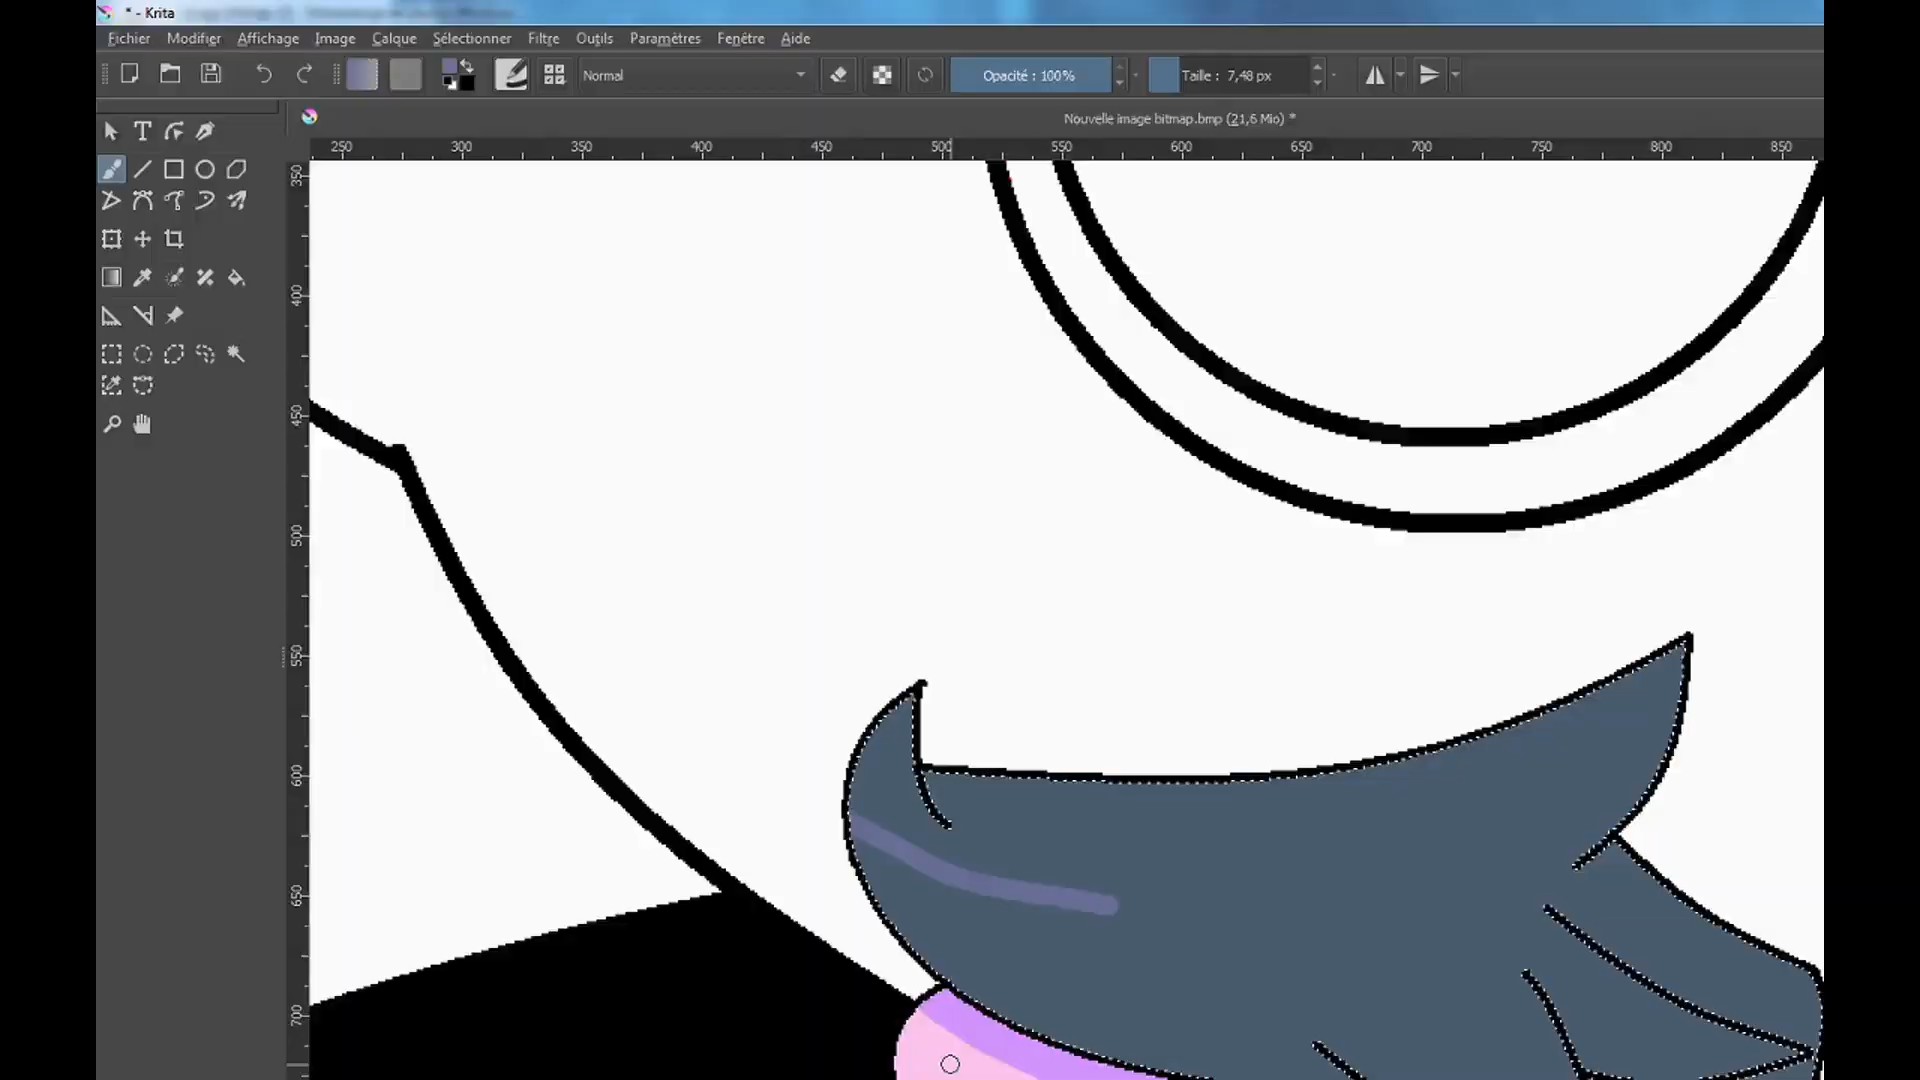 * - Krita
Fichier Modifier Affichage Image Calque Sélectionner Filtre Outils Paramètres Fenêtre Aide
Normal Opacité : 100% Taille : 7,48 px
Nouvelle image bitmap.bmp (21,6 Mio) *
250 300 350 400 450 500 550 600 650 700 750 800 850
350
400
450
500
550
600
650
700